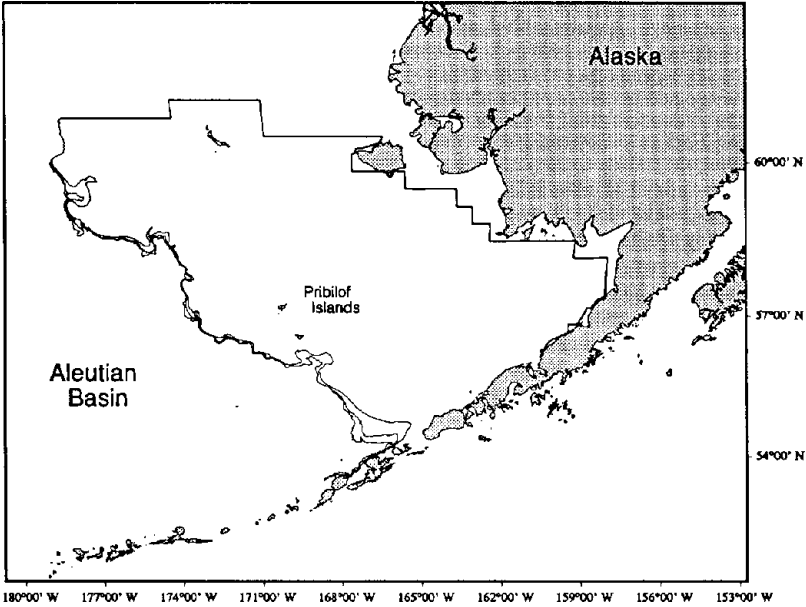 Alaska
60°00' N
Pribilof
Islands
57°00' N
Aleutian
Basin
54°00' N
180°00' W 177°00' W 174°00' W 171°00' W 168°00' W 165°00' W 162°00' W 159°00' W 156°00' W 153°00' W